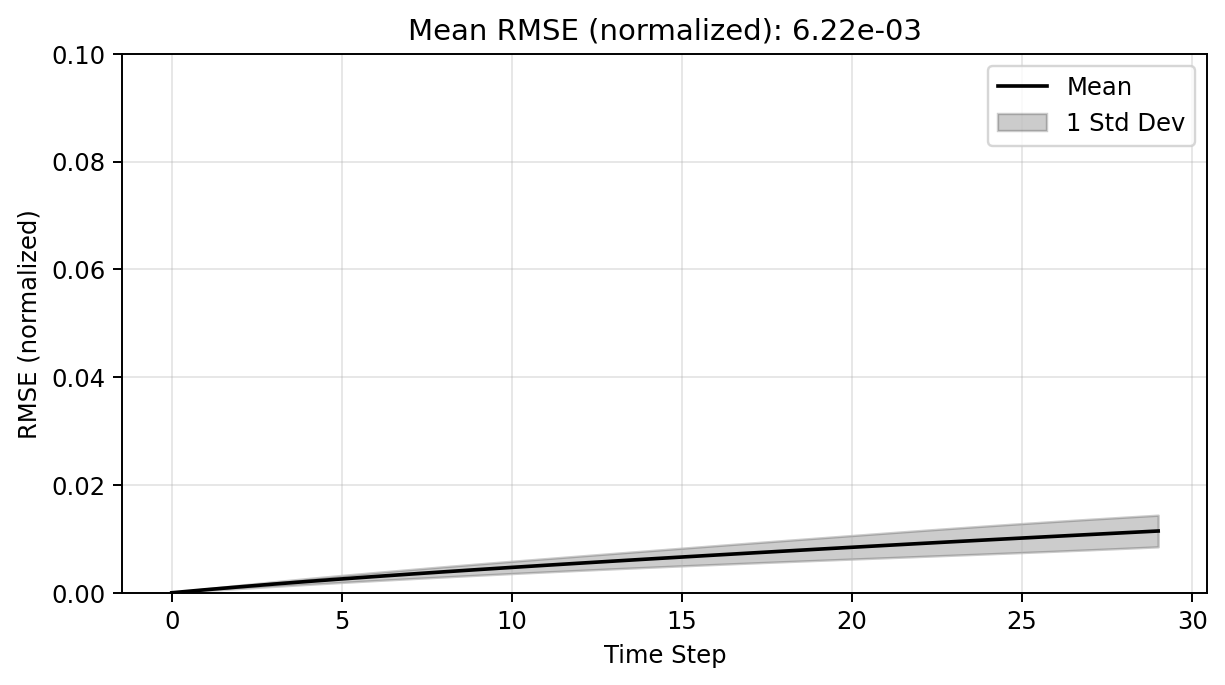 Mean RMSE (normalized): 6.22e-03
0.10
0.08
0.06
0.04
0.02
0.00
RMSE (normalized)
Mean
1 Std Dev
0 5 10 15 20 25 30
Time Step